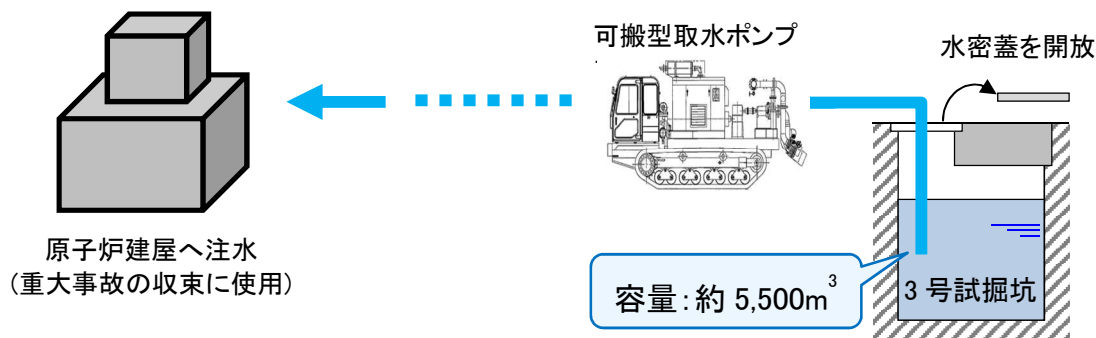 可搬型取水ポンプ
水密蓋を開放
原子炉建屋へ注水
(重大事故の収束に使用)
容量:約 5,500m³
3 号試掘坑